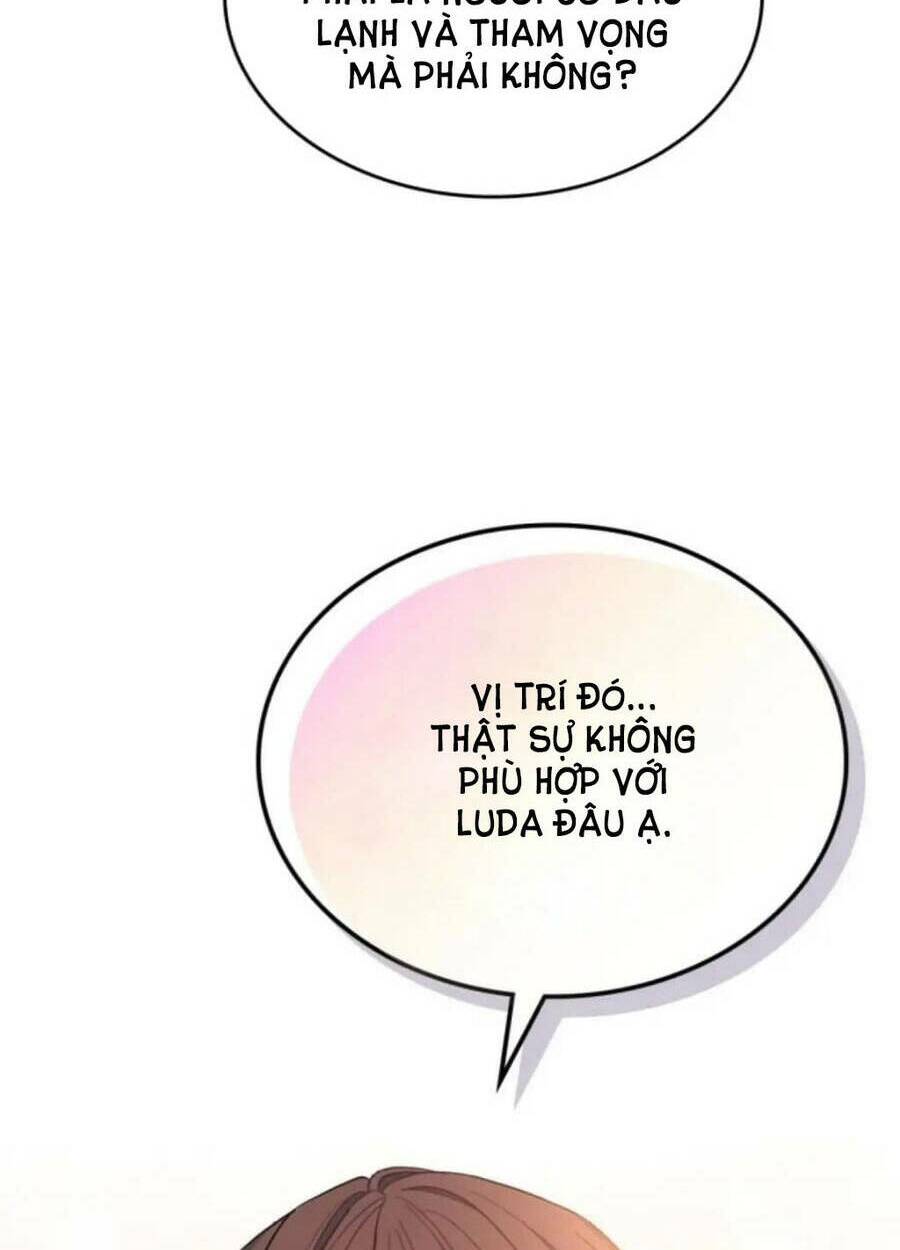 LẠNH VÀ THAM VỌNG
MÀ PHẢI KHÔNG?
VỊ TRÍ ĐÓ...
THẬT SỰ KHÔNG
PHÙ HỢP VỚI
LUDA ĐÂU Ạ.